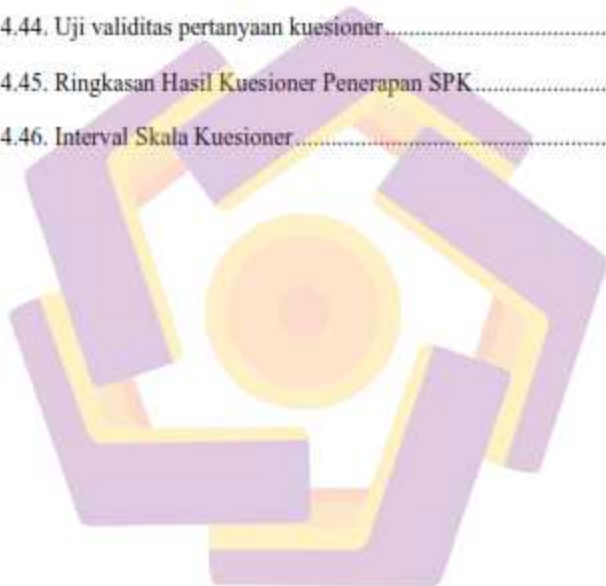 4.44. Uji validitas pertanyaan kuesioner.....................................
4.45. Ringkasan Hasil Kuesioner Penerapan SPK......................
4.46. Interval Skala Kuesioner....................................................